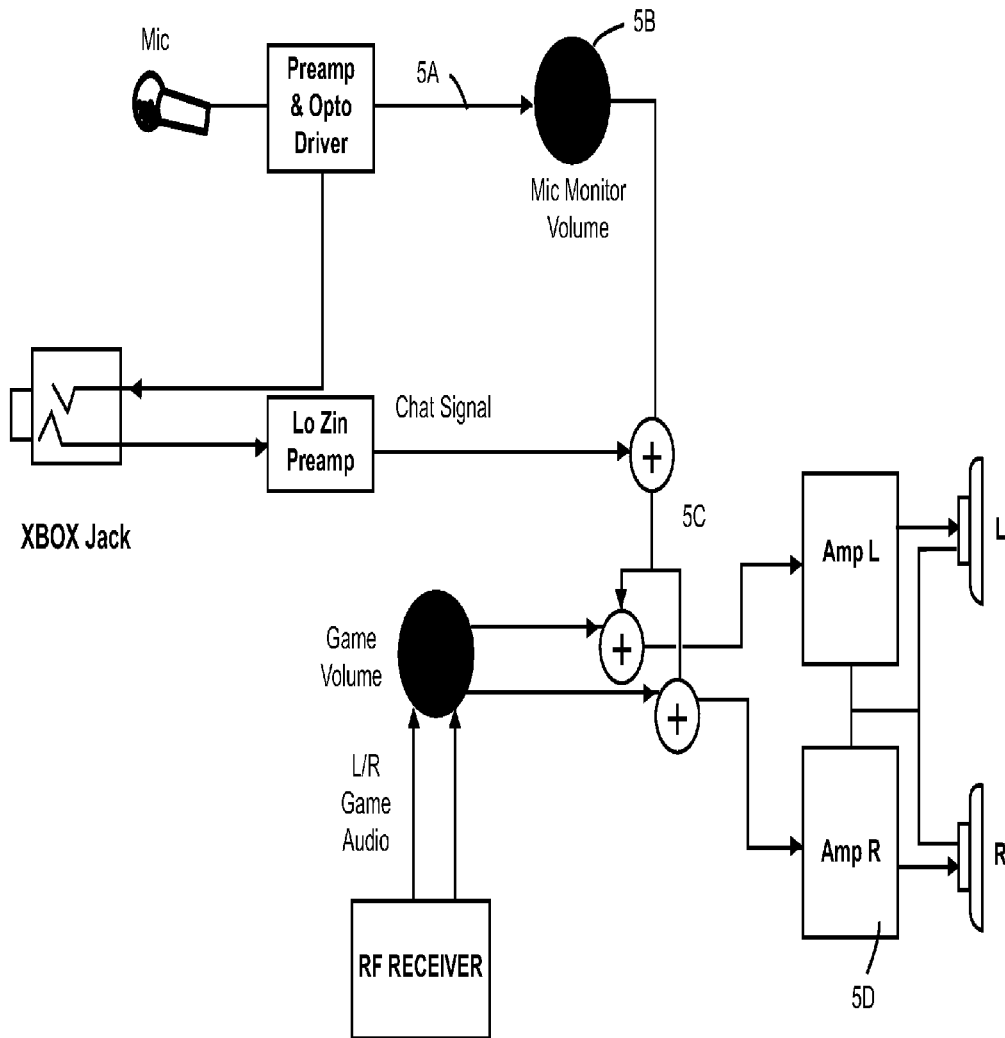 5B
Mic
5A
Preamp
& Opto
Driver
Mic Monitor
Volume
Chat Signal
Lo Zin
Preamp
+
XBOX Jack
5C
Amp L
L
Game
Volume
+
+
L/R
Game
Audio
Amp R
R
RF RECEIVER
5D